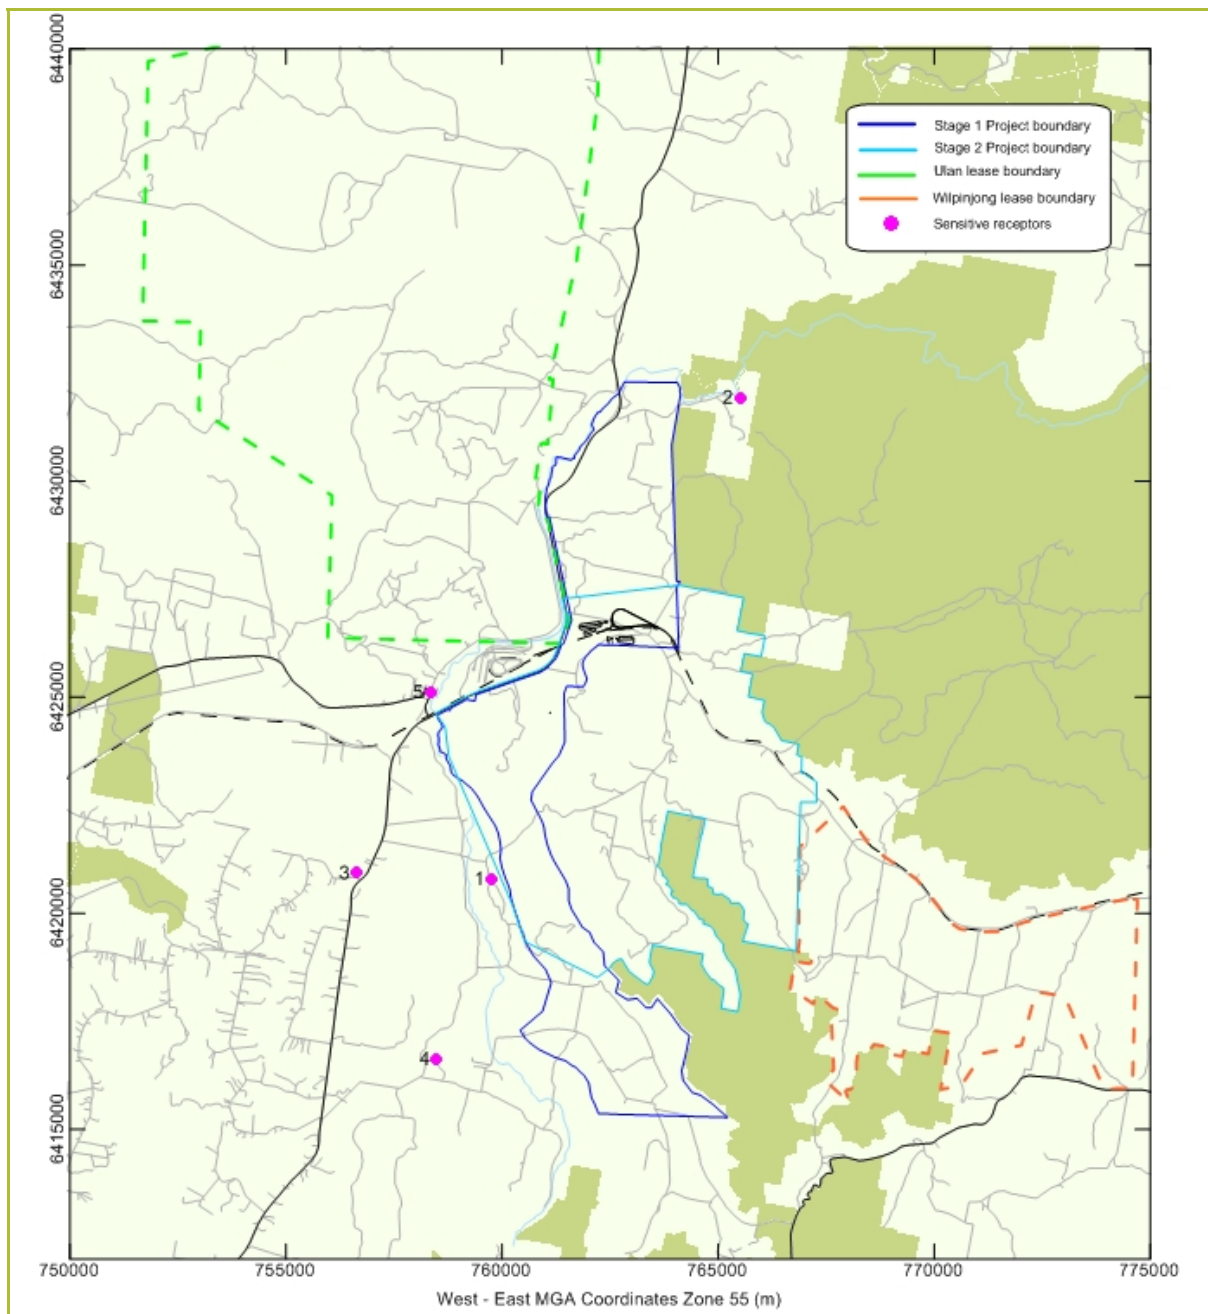 6440000
Stage 1 Project boundary
Stage 2 Project boundary
Ulan lease boundary
Wilpinjong lease boundary
Sensitive receptors
6435000
2
6430000
6425000
5
6420000
3
1
4
6415000
750000 755000 760000 765000 770000 775000
West - East MGA Coordinates Zone 55 (m)